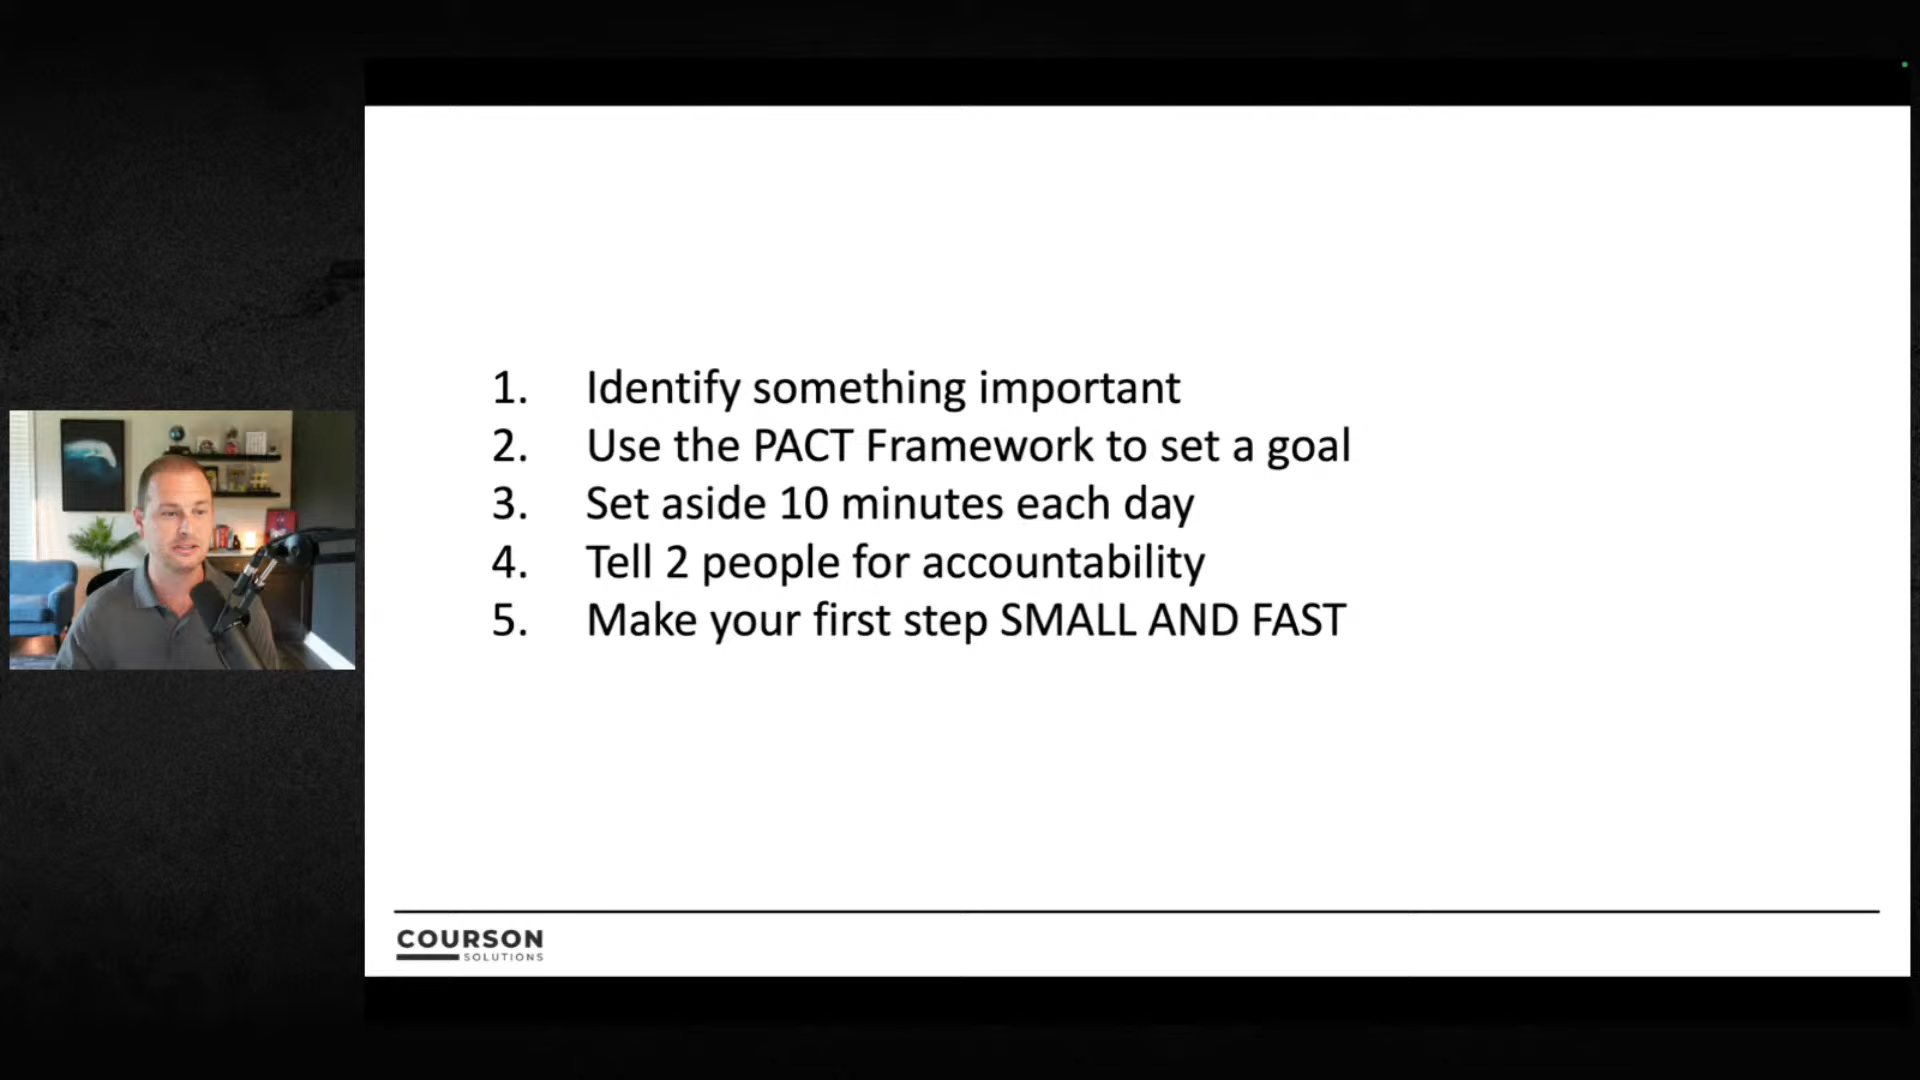 1. Identify something important
2. Use the PACT Framework to set a goal
3. Set aside 10 minutes each day
4. Tell 2 people for accountability
5. Make your first step SMALL AND FAST
COURSON
SOLUTIONS